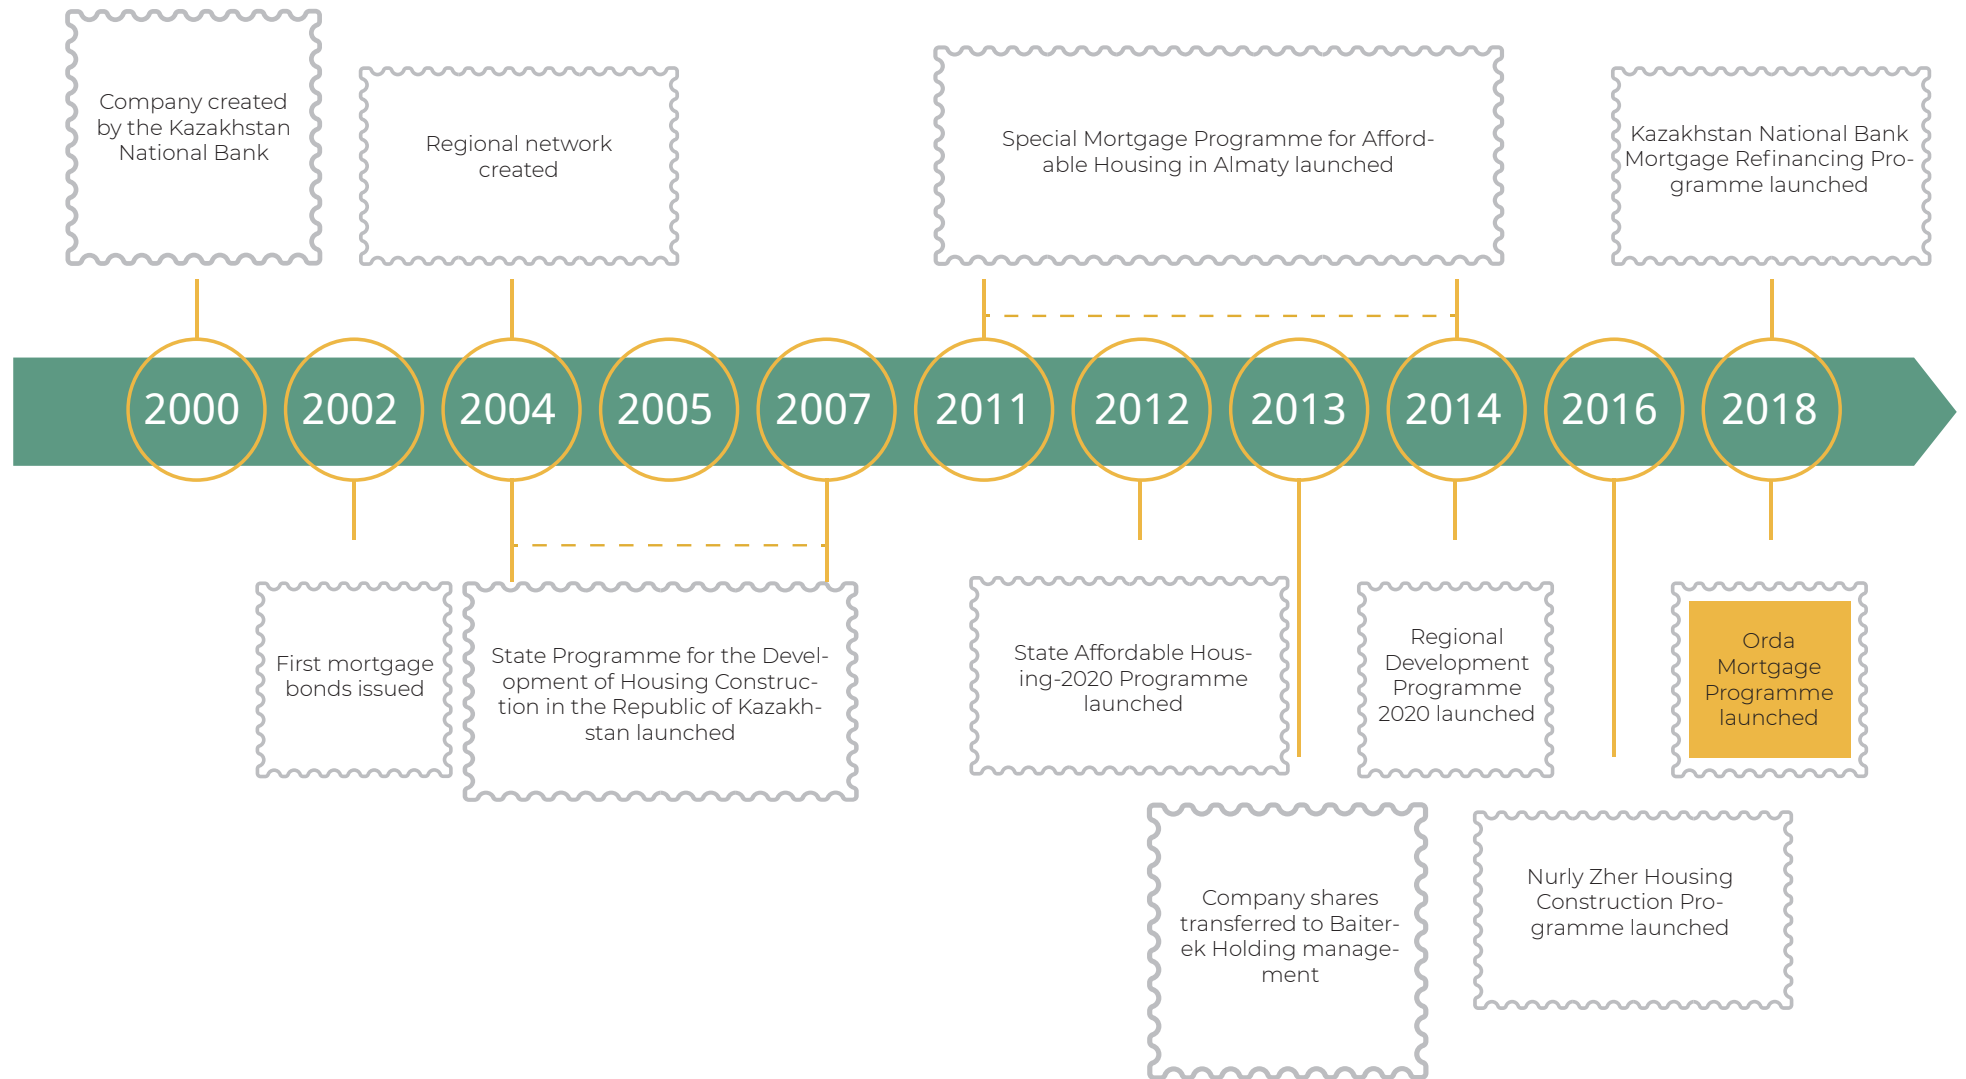 Company created
by the Kazakhstan
National Bank
Regional network
created
Special Mortgage Programme for Afford-
able Housing in Almaty launched
Kazakhstan National Bank
Mortgage Refinancing Pro-
gramme launched
2000
2002
2004
2005
2007
2011
2012
2013
2014
2016
2018
First mortgage
bonds issued
State Programme for the Devel-
opment of Housing Construc-
tion in the Republic of Kazakh-
stan launched
State Affordable Hous-
ing-2020 Programme
launched
Regional
Development
Programme
2020 launched
Orda
Mortgage
Programme
launched
Company shares
transferred to Baiter-
ek Holding manage-
ment
Nurly Zher Housing
Construction Pro-
gramme launched